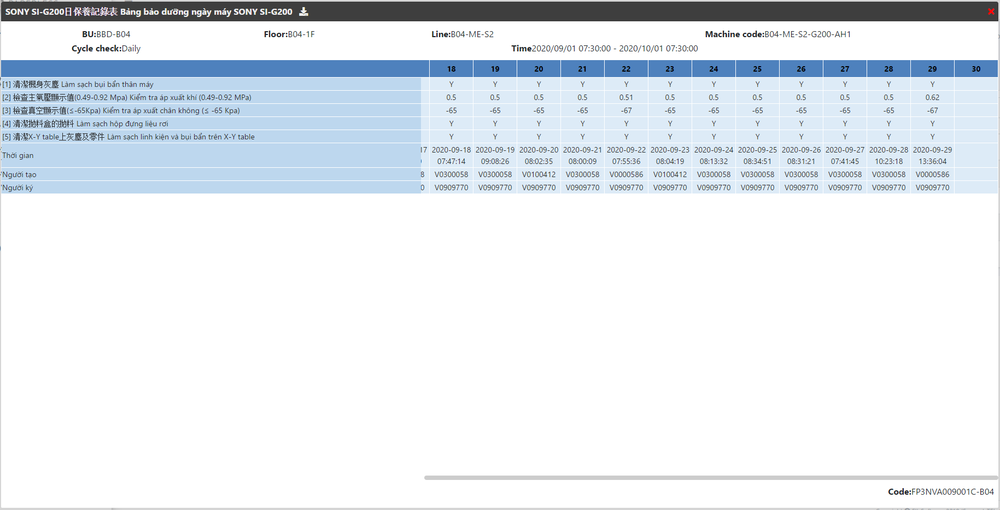 SONY SI-G200日保養記錄表 Bảng bảo dưỡng ngày máy SONY SI-G200
BU:BBD-B04 Floor:B04-1F Line:B04-ME-S2 Machine code:B04-ME-S2-G200-AH1
Cycle check:Daily Time2020/09/01 07:30:00 - 2020/10/01 07:30:00
18 19 20 21 22 23 24 25 26 27 28 29 30
[1] 清潔機身灰塵 Làm sạch bụi bẩn thân máy Y Y Y Y Y Y Y Y Y Y Y Y
[2] 檢查主氣壓顯示值(0.49-0.92 Mpa) Kiểm tra áp xuất khí (0.49-0.92 MPa) 0.5 0.5 0.5 0.5 0.51 0.5 0.5 0.5 0.5 0.5 0.5 0.62
[3] 檢查真空顯示值(≤-65Kpa) Kiểm tra áp xuất chân không (≤ -65 Kpa) -65 -65 -65 -65 -67 -65 -65 -65 -65 -65 -65 -67
[4] 清潔拋料盒的拋料 Làm sạch hộp đựng liệu rơi Y Y Y Y Y Y Y Y Y Y Y Y
[5] 清潔X-Y table上灰塵及零件 Làm sạch linh kiện và bụi bẩn trên X-Y table Y Y Y Y Y Y Y Y Y Y Y Y
17 2020-09-18 2020-09-19 2020-09-20 2020-09-21 2020-09-22 2020-09-23 2020-09-24 2020-09-25 2020-09-26 2020-09-27 2020-09-28 2020-09-29
Thời gian
07:47:14 09:08:26 08:02:35 08:00:09 07:55:36 08:04:19 08:13:32 08:34:51 08:31:21 07:41:45 10:23:18 13:36:04
Người tạo 8 V0300058 V0300058 V0100412 V0300058 V0000586 V0100412 V0300058 V0300058 V0300058 V0300058 V0300058 V0000586
Người ký 0 V0909770 V0909770 V0909770 V0909770 V0909770 V0909770 V0909770 V0909770 V0909770 V0909770 V0909770 V0909770
Code:FP3NVA009001C-B04